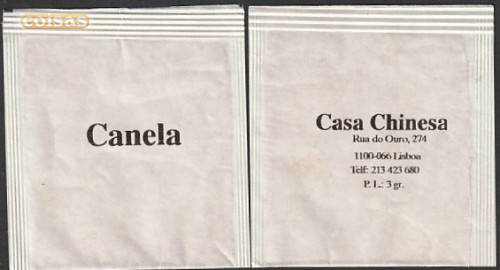 coisas
Canela
Casa Chinesa
Rua do Ouro, 274
1100-066 Lisboa
Telf: 213 423 680
P. L.: 3 gr.